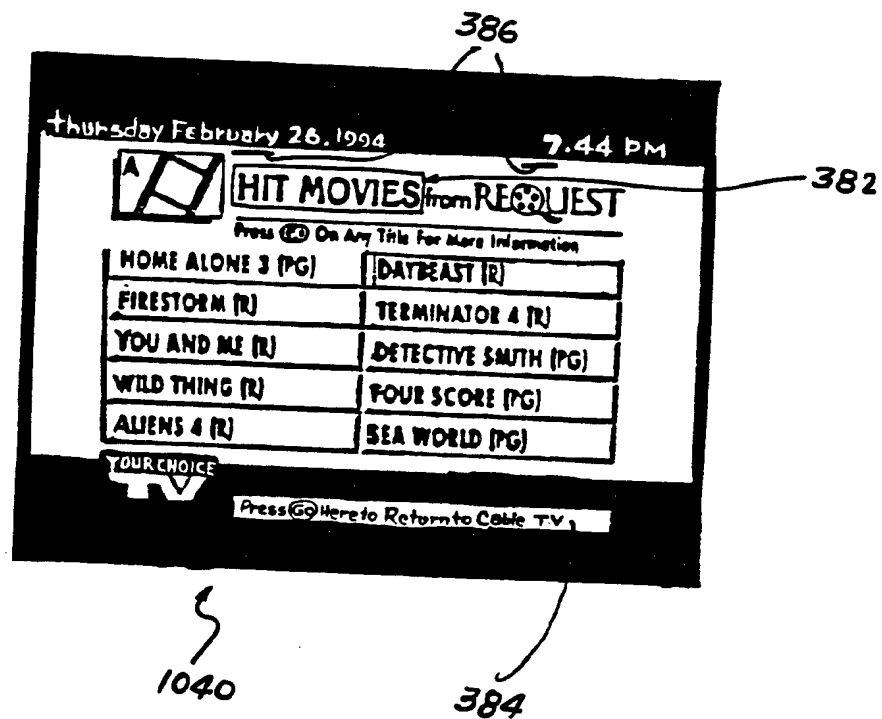 386
thursday February 26.1994 7.44 PM
382
A
HIT MOVIES from REQUEST
Press On Any Title For More Information
HOME ALONE 3 (PG) DAYBEAST (R)
FIRESTORM (R) TERMINATOR 4 (R)
YOU AND ME (R) DETECTIVE SMITH (PG)
WILD THING (R) FOUR SCORE (PG)
ALIENS 4 (R) SEA WORLD (PG)
YOUR CHOICE
TV
Press GO Here to Return to Cable T.V.
1040
384